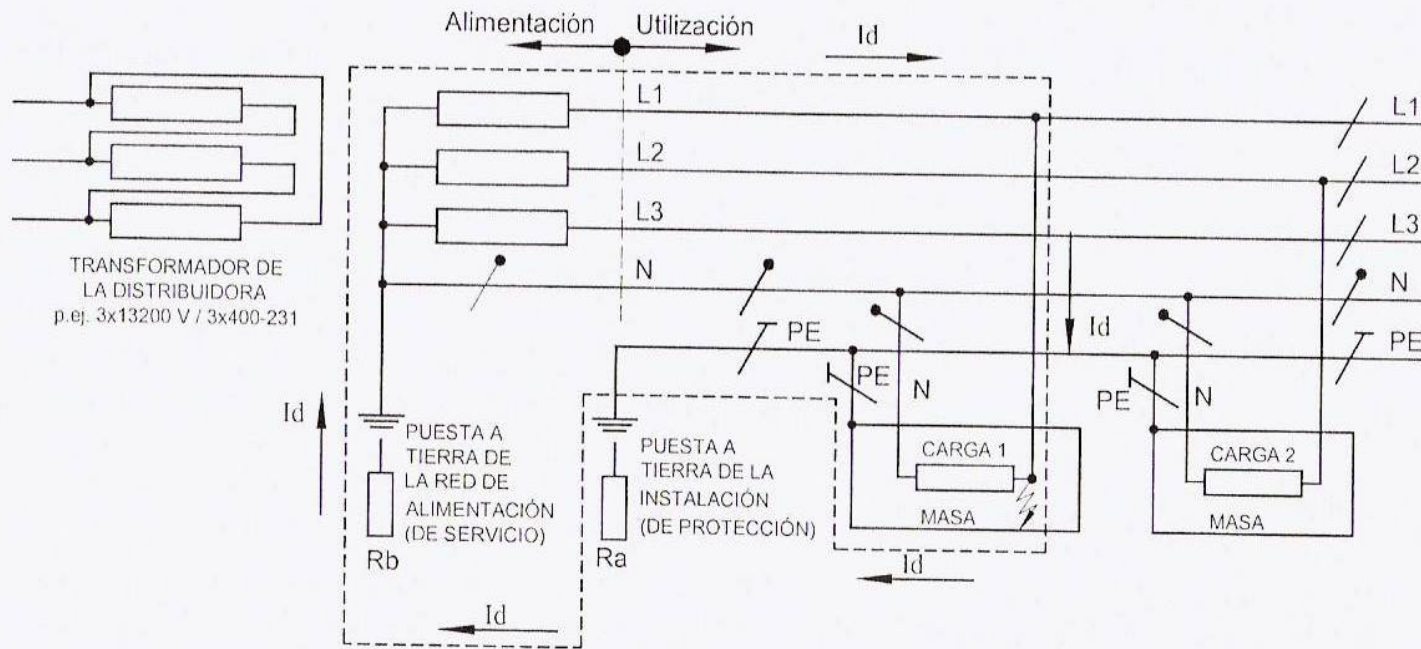 Alimentación
Utilización
Id
L1
L2
L3
N
PE
L1
L2
L3
N
PE
TRANSFORMADOR DE
LA DISTRIBUIDORA
p.ej. 3x13200 V / 3x400-231
Id
PE
N
Id
PE
N
PUESTA A
TIERRA DE
LA RED DE
ALIMENTACIÓN
(DE SERVICIO)
Rb
PUESTA A
TIERRA DE LA
INSTALACIÓN
(DE PROTECCIÓN)
Ra
CARGA 1
MASA
CARGA 2
MASA
Id
Id